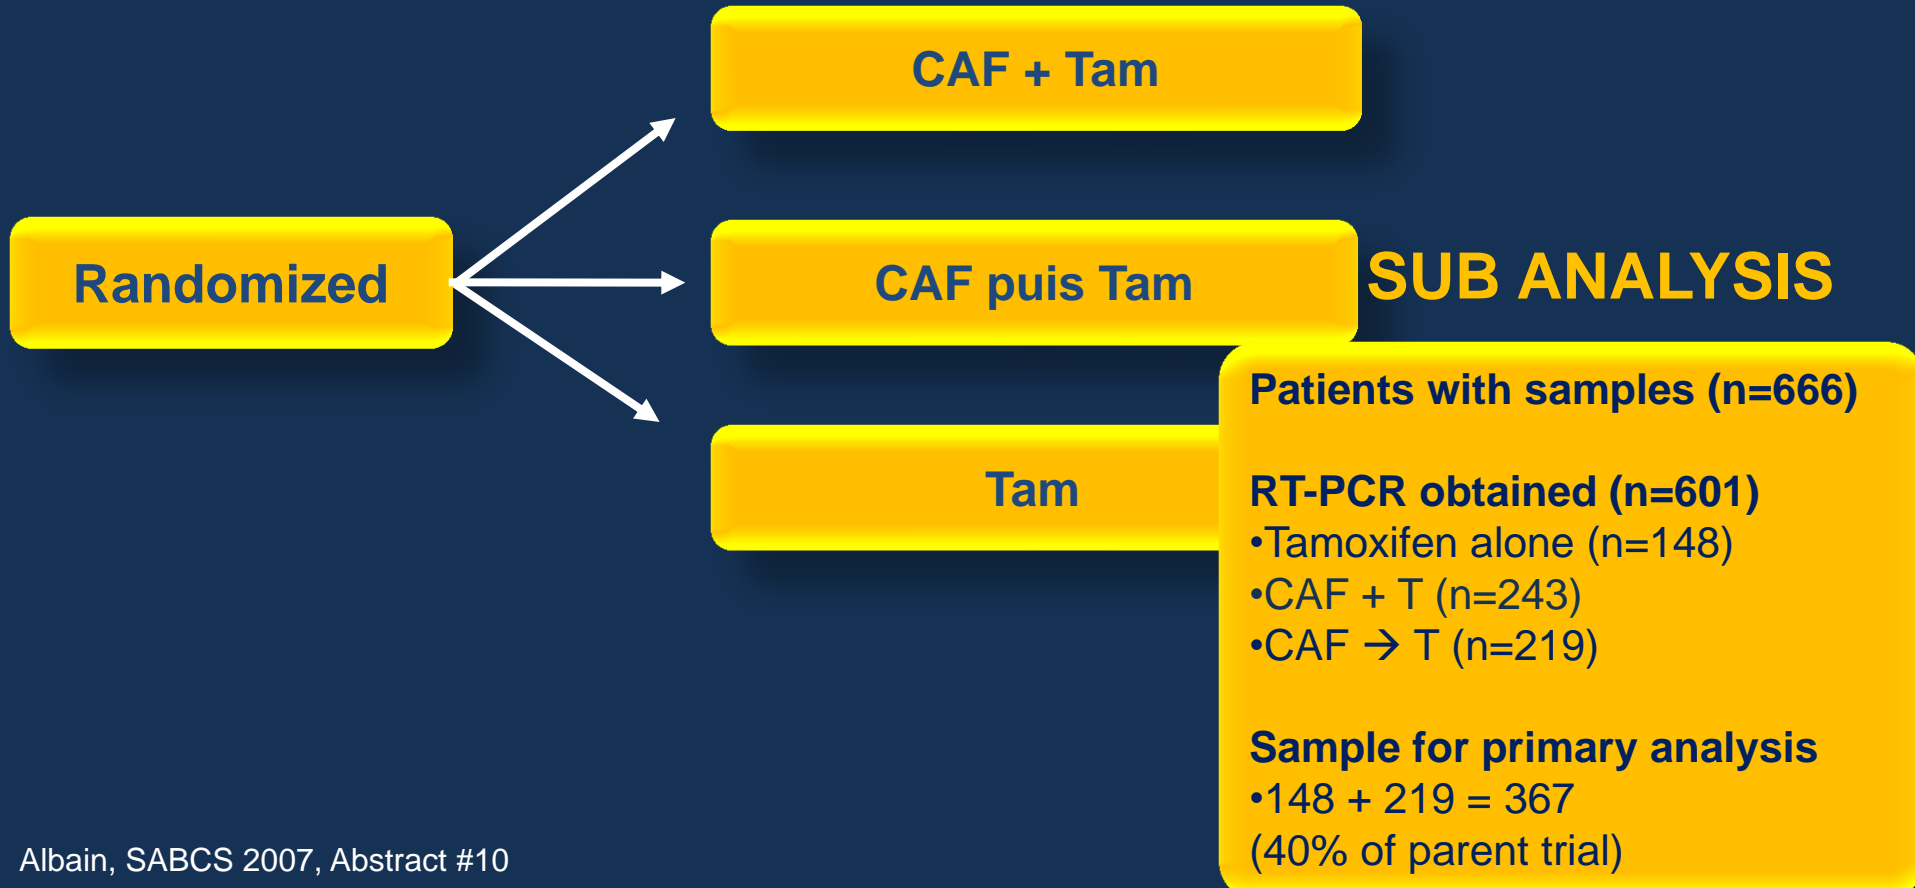 CAF + Tam
Randomized
CAF puis Tam
SUB ANALYSIS
Tam
Patients with samples (n=666)
RT-PCR obtained (n=601)
•Tamoxifen alone (n=148)
•CAF + T (n=243)
•CAF → T (n=219)
Sample for primary analysis
•148 + 219 = 367
(40% of parent trial)
Albain, SABCS 2007, Abstract #10